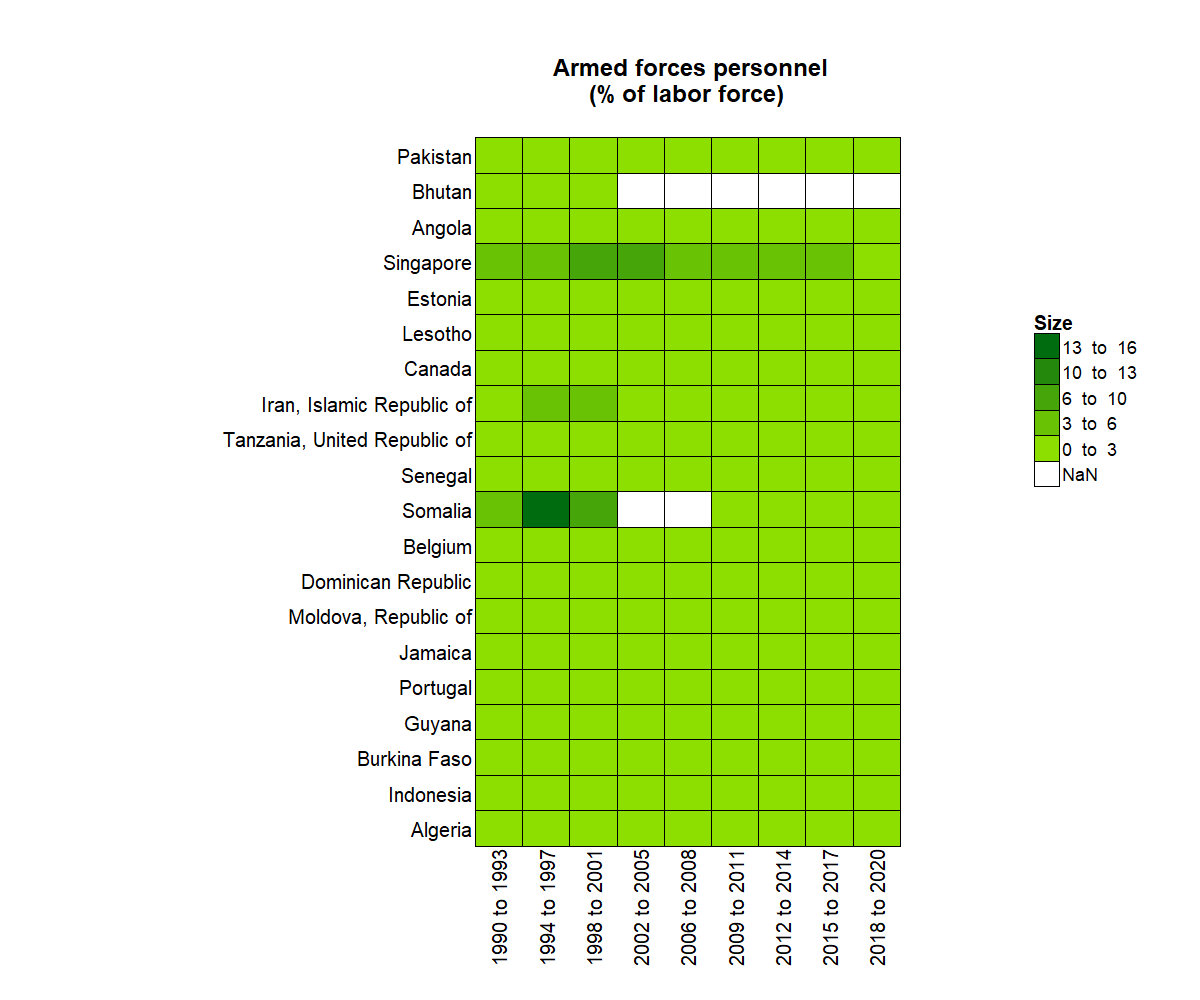 Armed forces personnel
(% of labor force)
Pakistan
Bhutan
Angola
Singapore
Estonia
Lesotho
Canada
Iran, Islamic Republic of
Tanzania, United Republic of
Senegal
Somalia
Belgium
Dominican Republic
Moldova, Republic of
Jamaica
Portugal
Guyana
Burkina Faso
Indonesia
Algeria
1990 to 1993
1994 to 1997
1998 to 2001
2002 to 2005
2006 to 2008
2009 to 2011
2012 to 2014
2015 to 2017
2018 to 2020
Size
13 to 16
10 to 13
6 to 10
3 to 6
0 to 3
NaN